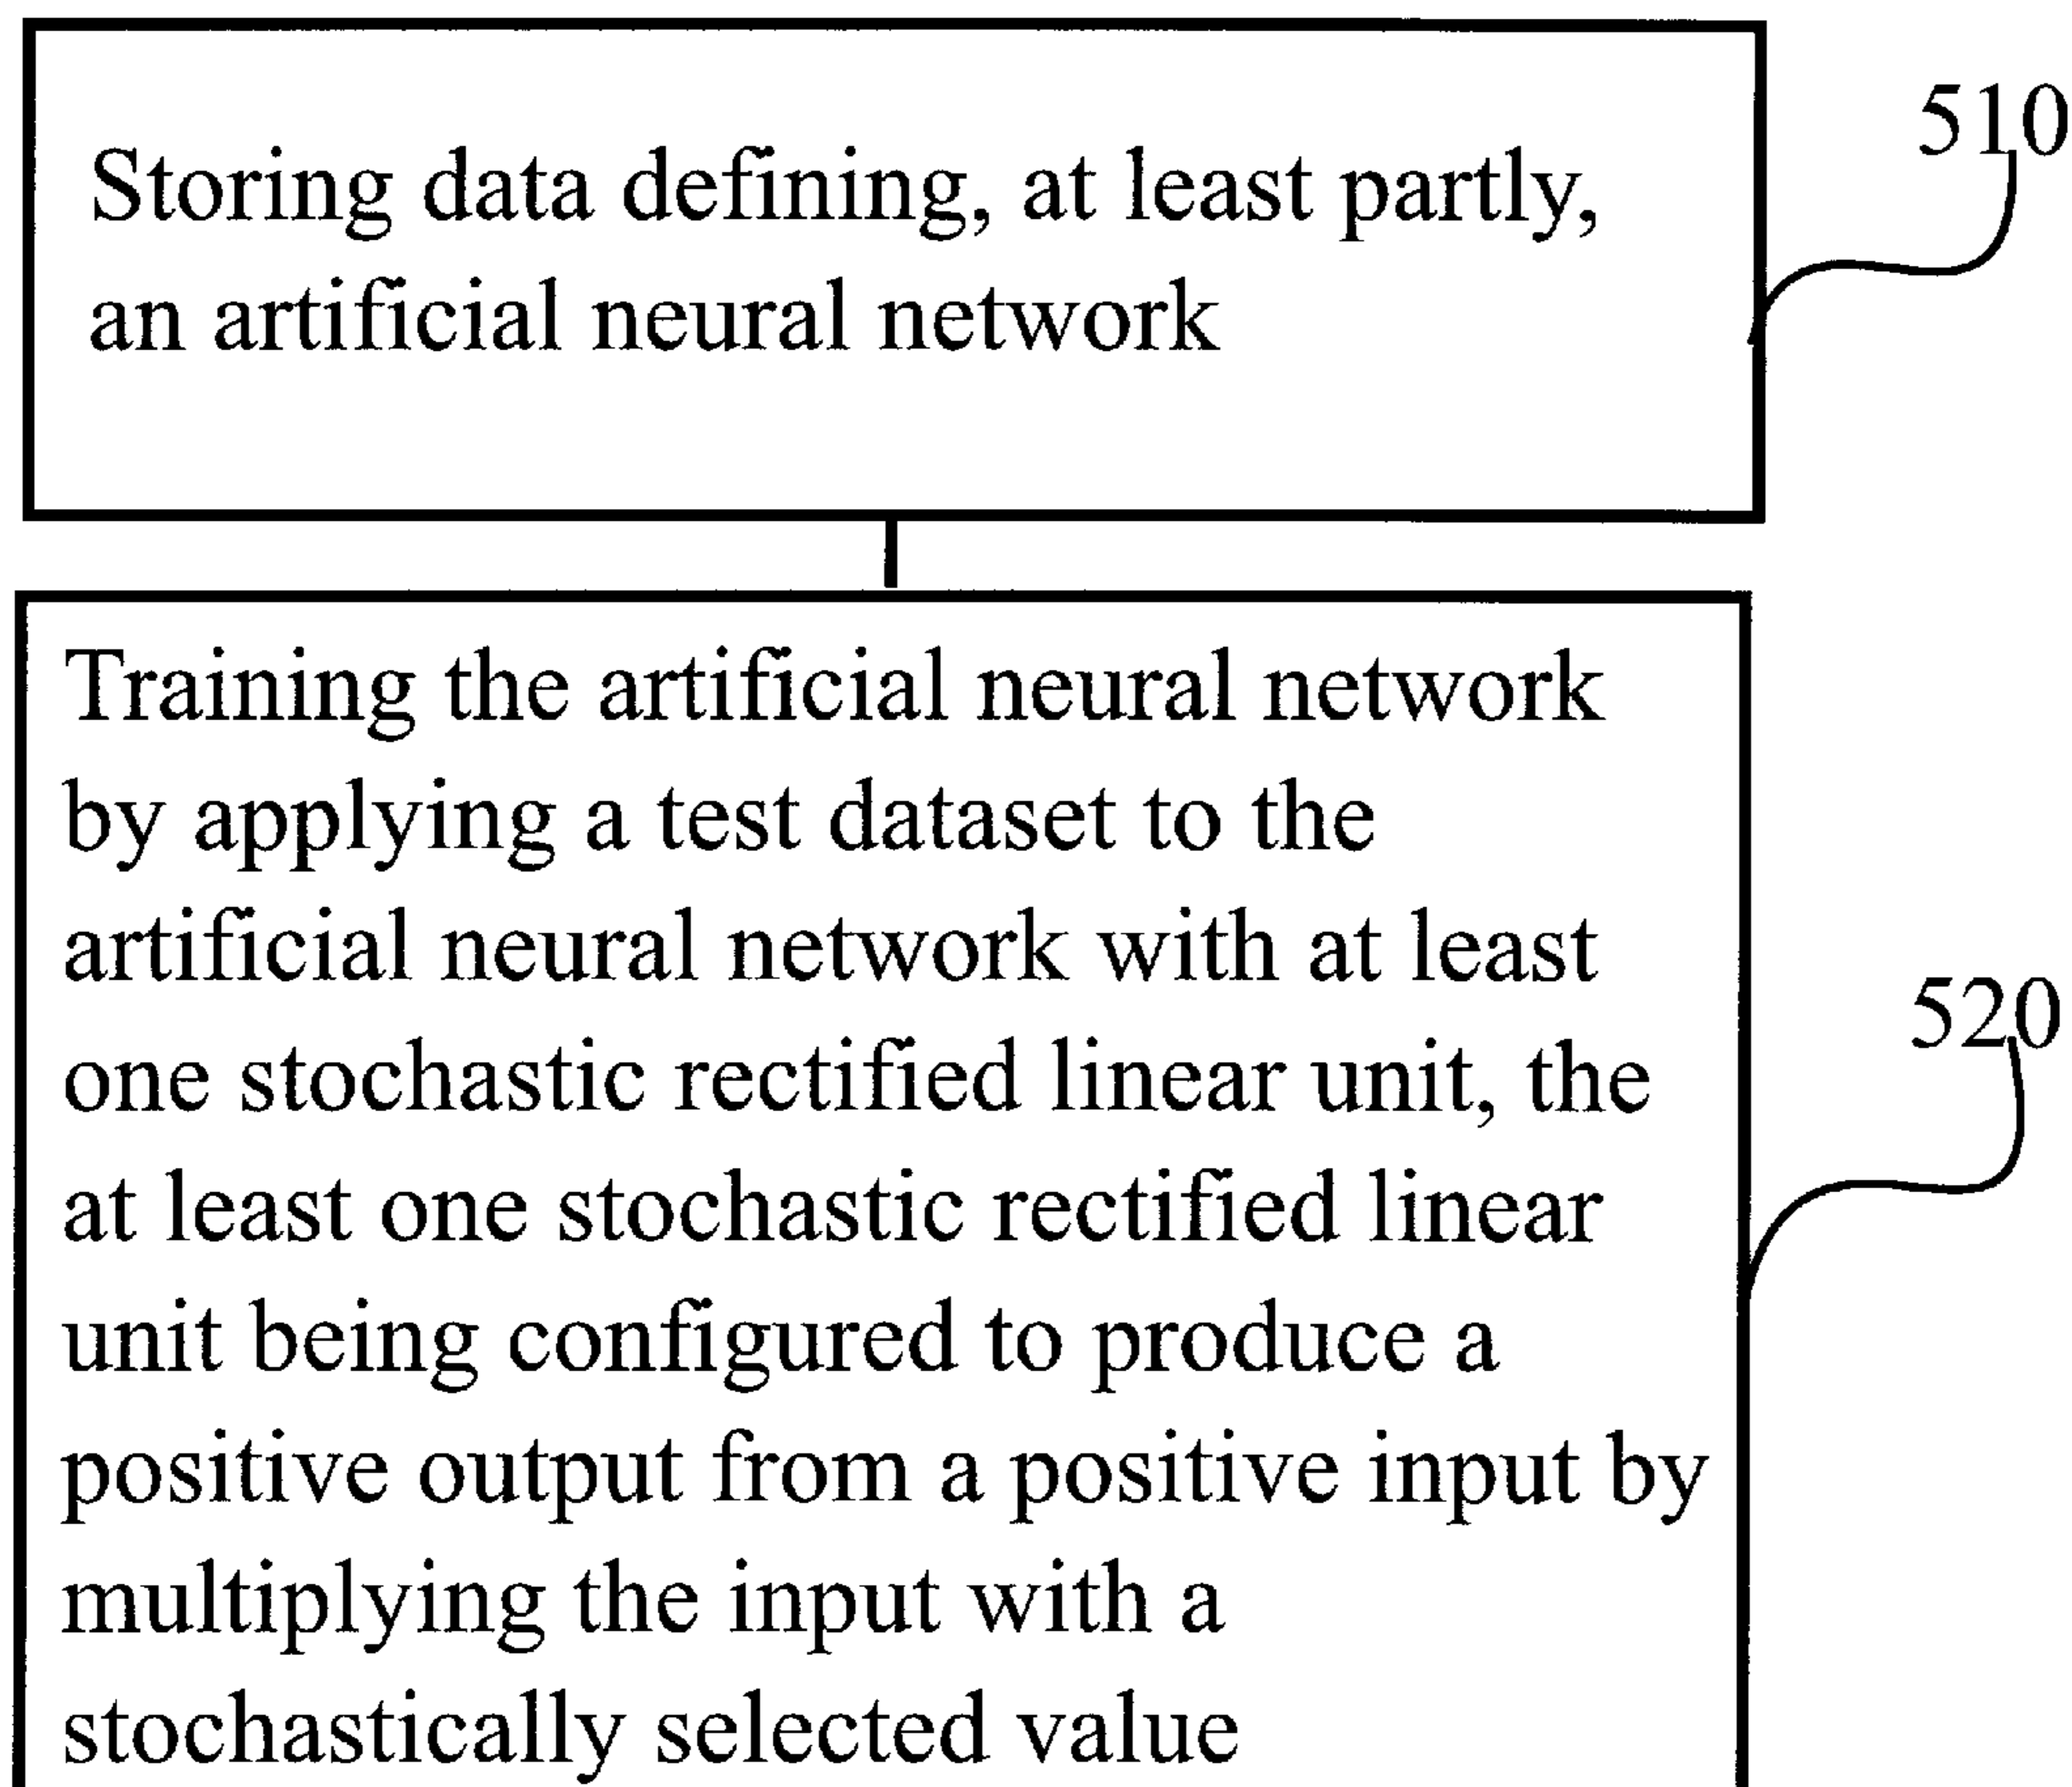 Storing data defining, at least partly,
an artificial neural network
510
Training the artificial neural network
by applying a test dataset to the
artificial neural network with at least
one stochastic rectified linear unit, the
at least one stochastic rectified linear
unit being configured to produce a
positive output from a positive input by
multiplying the input with a
stochastically selected value
520